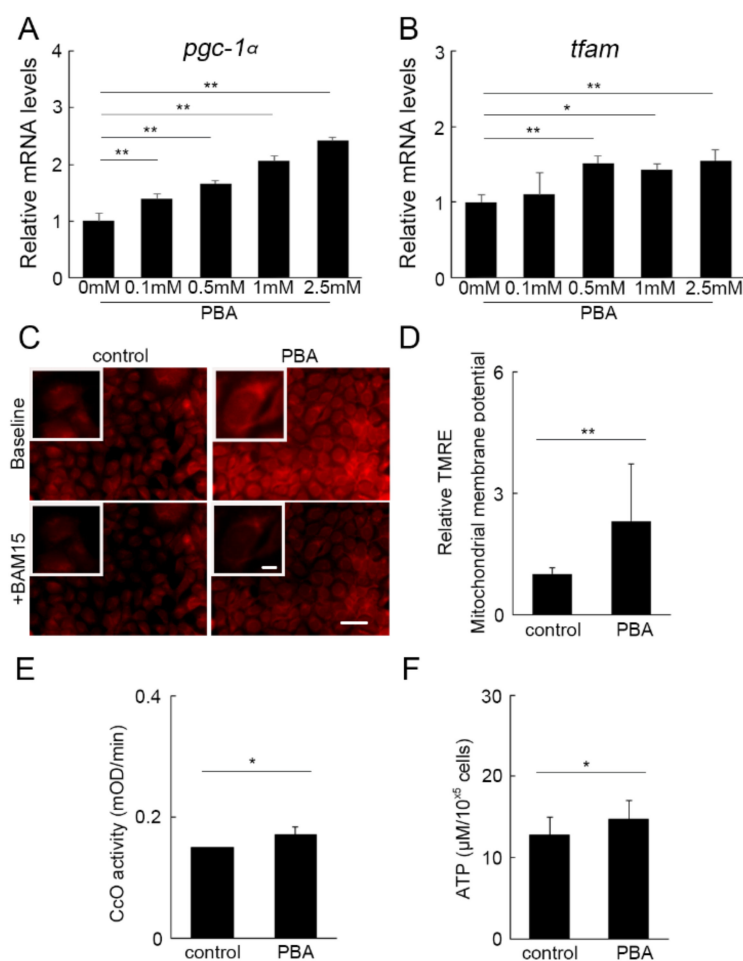 A
pgc-1α
Relative mRNA levels
4
3
2
1
0
**
**
**
**
0mM 0.1mM 0.5mM 1mM 2.5mM
PBA
B
tfam
Relative mRNA levels
3
2
1
0
**
*
**
0mM 0.1mM 0.5mM 1mM 2.5mM
PBA
C
control PBA
Baseline
+BAM15
D
Relative TMRE
Mitochondrial membrane potential
6
3
0
**
control PBA
E
CcO activity (mOD/min)
0.4
0.2
0
*
control PBA
F
ATP (µM/10^x5 cells)
30
20
10
0
*
control PBA